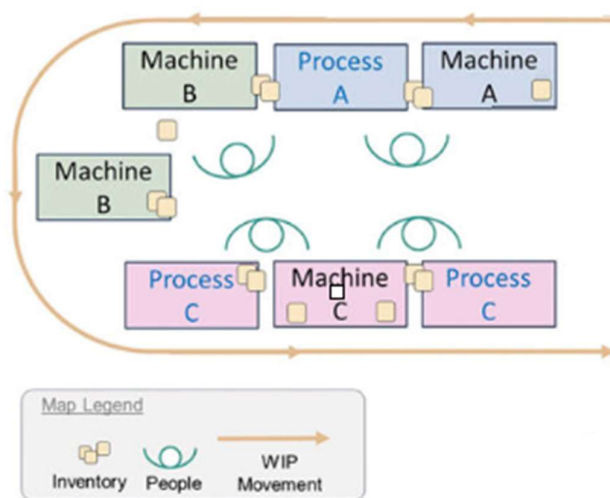 Machine
B
Process
A
Machine
A
Machine
B
Process
C
Machine
C
Process
C
Map Legend
Inventory
People
WIP
Movement